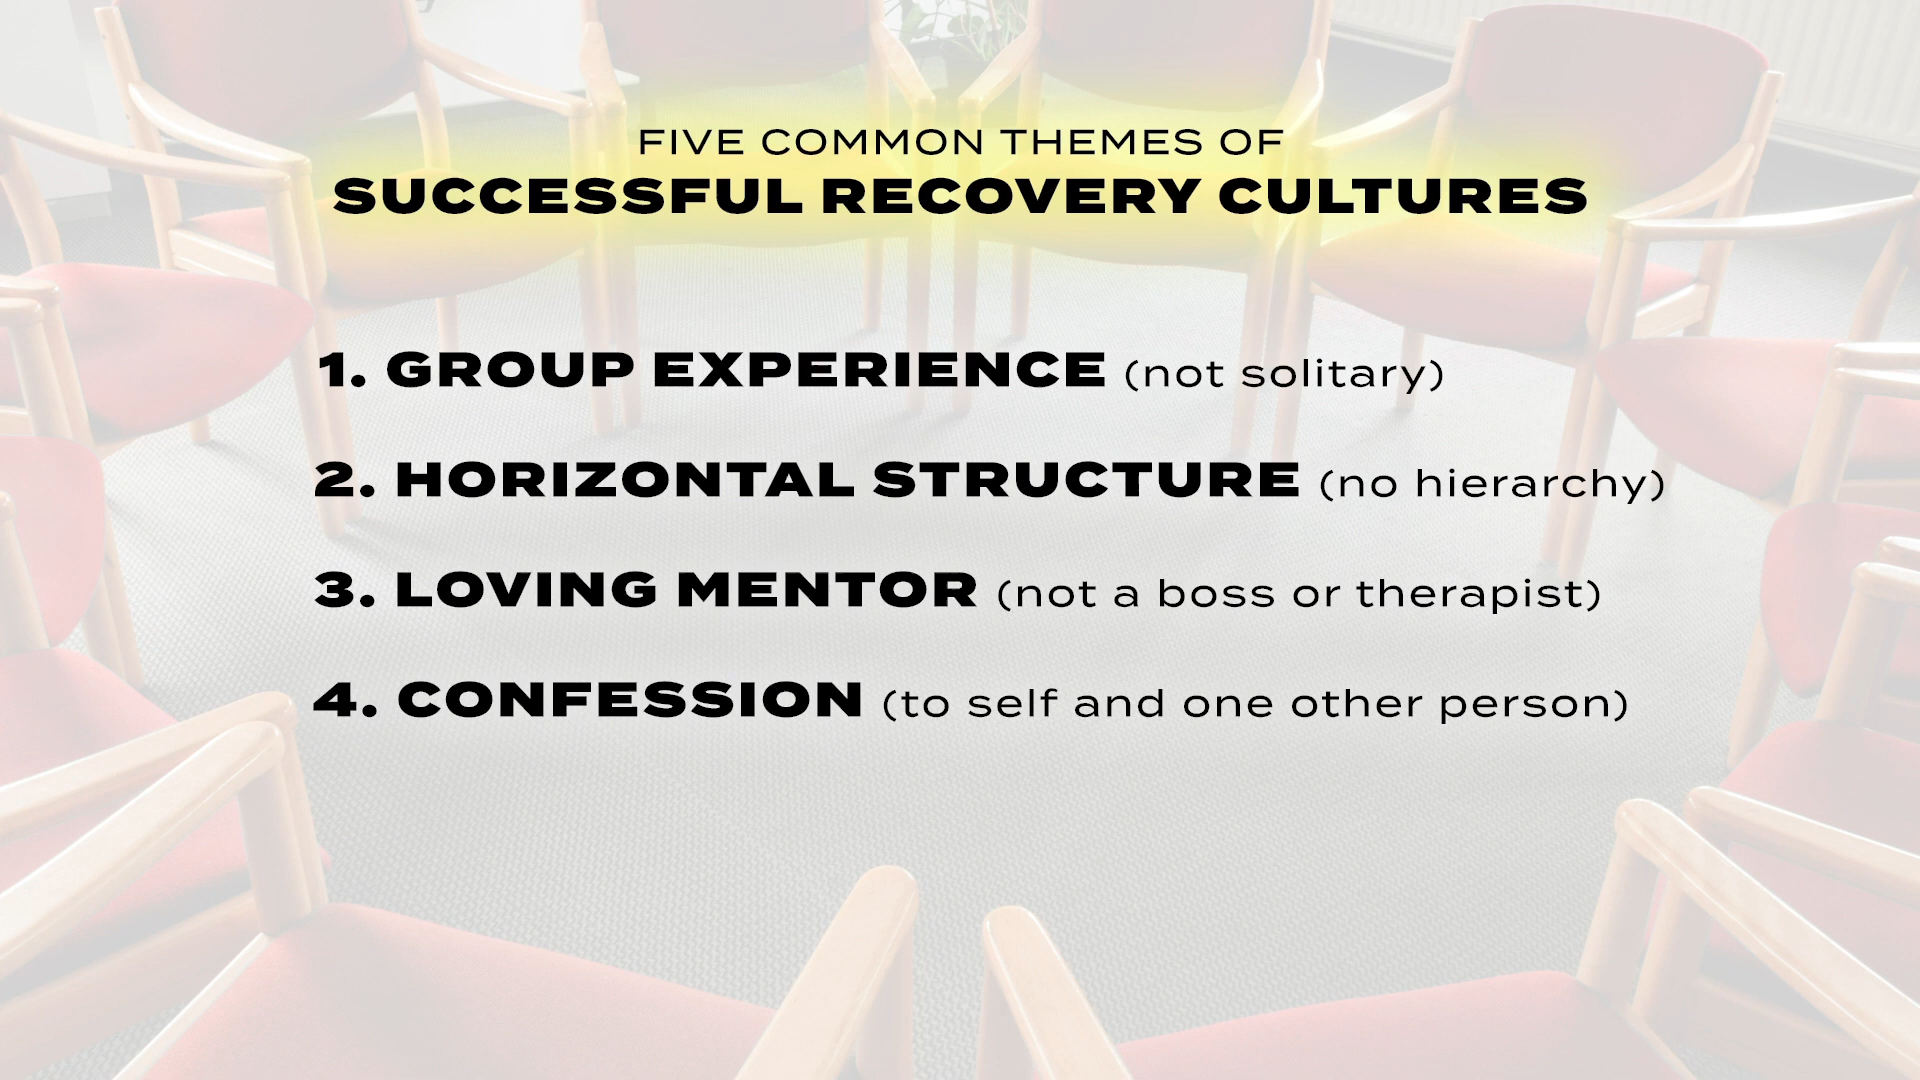 FIVE COMMON THEMES OF
SUCCESSFUL RECOVERY CULTURES
1. GROUP EXPERIENCE (not solitary)
2. HORIZONTAL STRUCTURE (no hierarchy)
3. LOVING MENTOR (not a boss or therapist)
4. CONFESSION (to self and one other person)